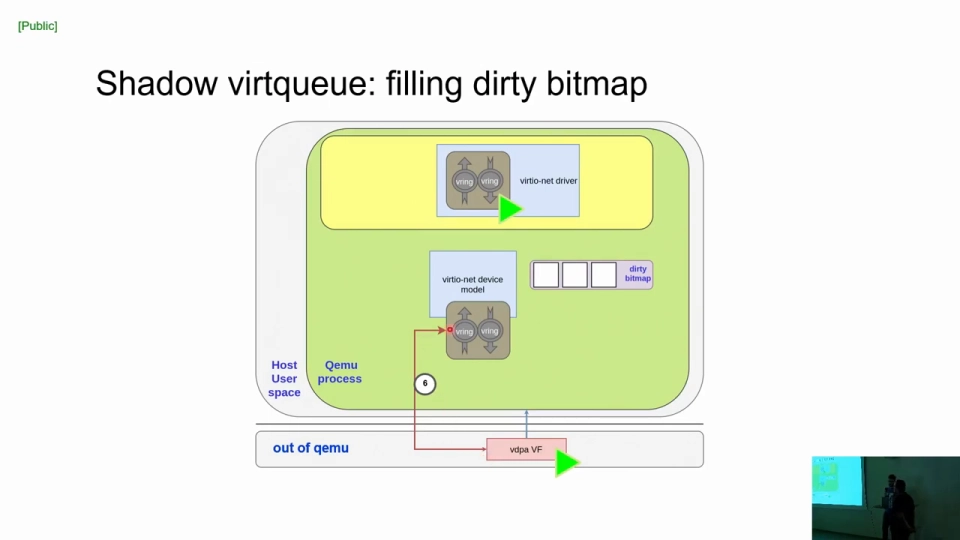 [Public]
Shadow virtqueue: filling dirty bitmap
vring
vring
virtio-net driver
virtio-net device
model
dirty
bitmap
vring
vring
Host
User
space
Qemu
process
6
out of qemu
vdpa VF